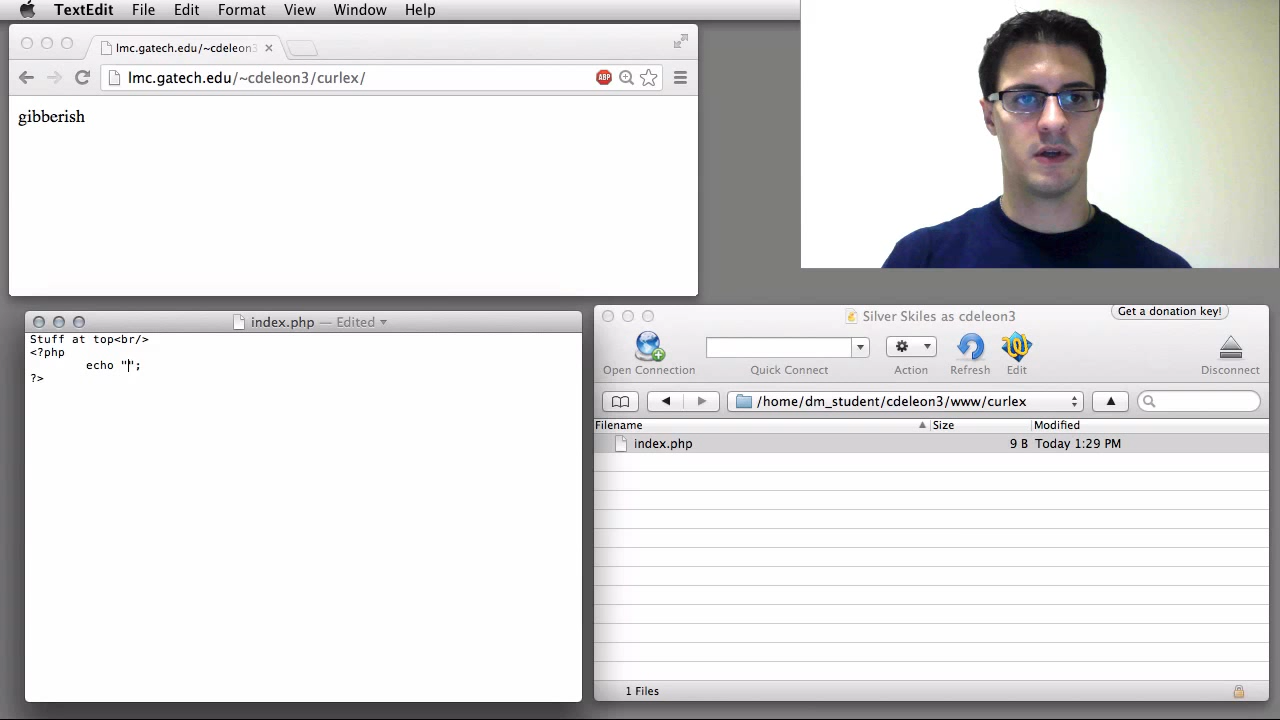 TextEdit File Edit Format View Window Help
lmc.gatech.edu/~cdeleon3
lmc.gatech.edu/~cdeleon3/curlex/
ABP
gibberish
index.php — Edited
Stuff at top<br/>
<?php
echo "";
?>
Silver Skiles as cdeleon3
Get a donation key!
Open Connection
Quick Connect
Action
Refresh
Edit
Disconnect
/home/dm_student/cdeleon3/www/curlex
Filename Size Modified
index.php 9 B Today 1:29 PM
1 Files